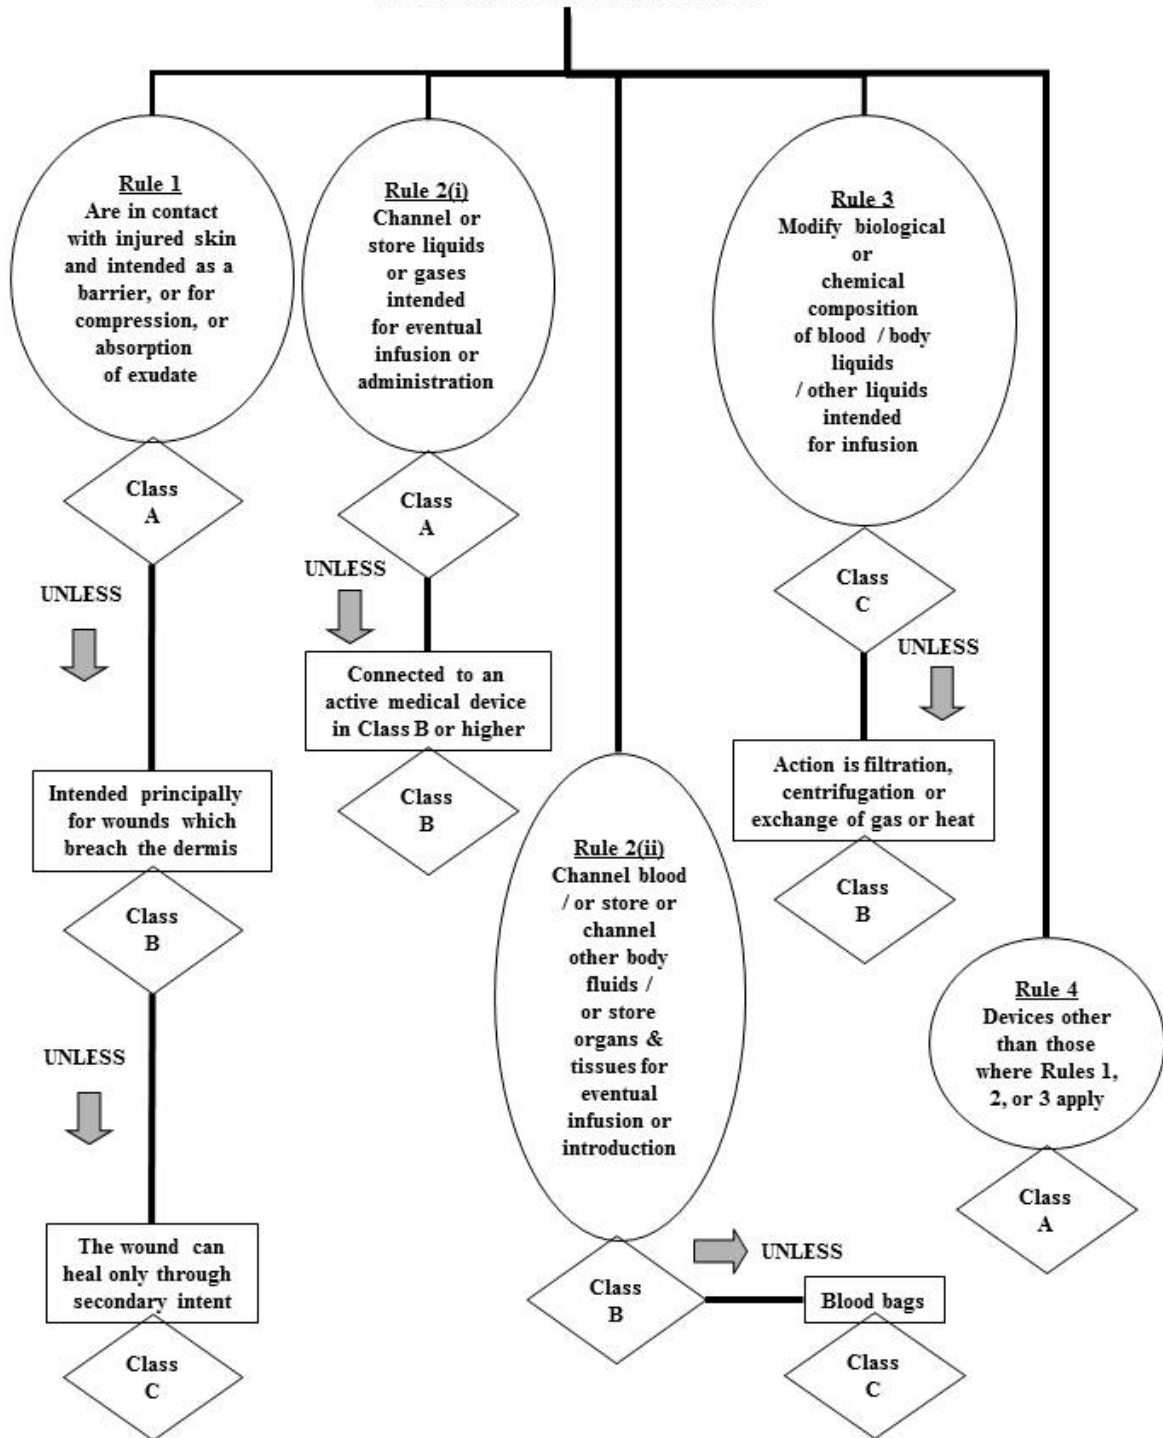 Rule 1
Are in contact
with injured skin
and intended as a
barrier, or for
compression, or
absorption
of exudate
Class
A
UNLESS
Intended principally
for wounds which
breach the dermis
Class
B
UNLESS
The wound can
heal only through
secondary intent
Class
C
Rule 2(i)
Channel or
store liquids
or gases
intended
for eventual
infusion or
administration
Class
A
UNLESS
Connected to an
active medical device
in Class B or higher
Class
B
Rule 2(ii)
Channel blood
/ or store or
channel
other body
fluids /
or store
organs &
tissues for
eventual
infusion or
introduction
Class
B
UNLESS
Blood bags
Class
C
Rule 3
Modify biological
or
chemical
composition
of blood / body
liquids
/ other liquids
intended
for infusion
Class
C
UNLESS
Action is filtration,
centrifugation or
exchange of gas or heat
Class
B
Rule 4
Devices other
than those
where Rules 1,
2, or 3 apply
Class
A